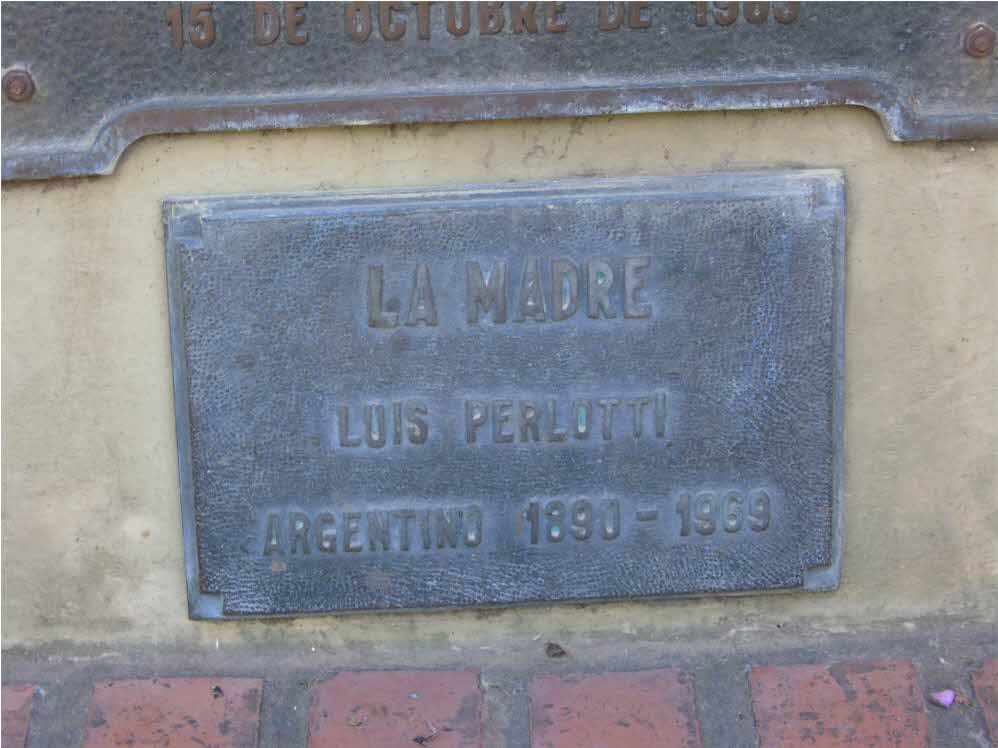 15 DE OCTUBRE DE
LA MADRE
LUIS PERLOTTI
ARGENTINO 1890 - 1969